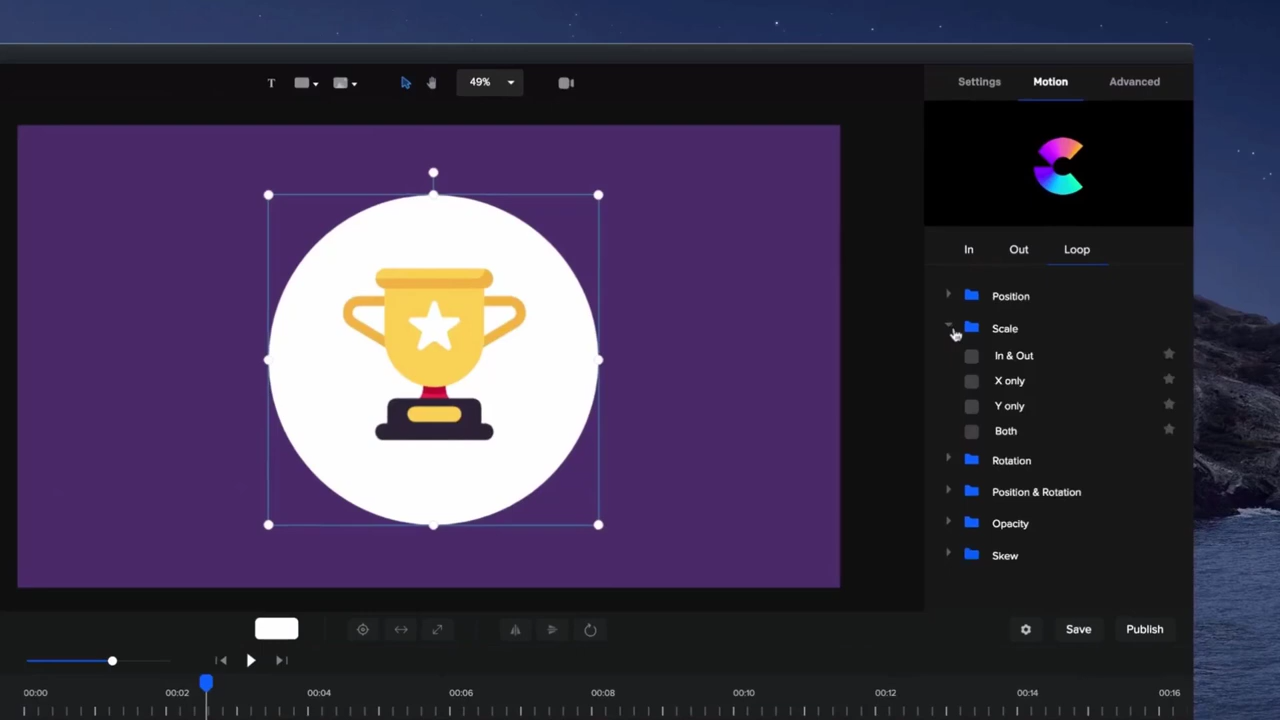 T
49%
Settings Motion Advanced
In Out Loop
Position
Scale
In & Out
X only
Y only
Both
Rotation
Position & Rotation
Opacity
Skew
Save Publish
00:00 00:02 00:04 00:06 00:08 00:10 00:12 00:14 00:16